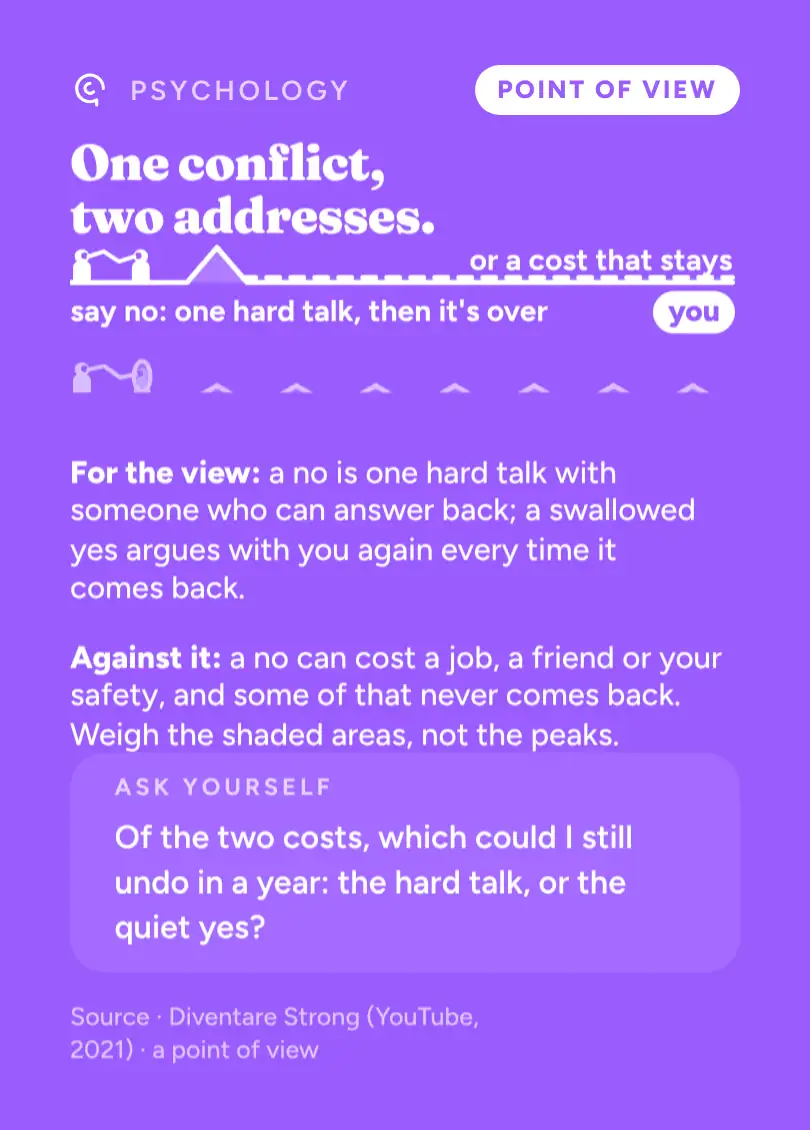 PSYCHOLOGY
POINT OF VIEW
One conflict,
two addresses.
or a cost that stays
say no: one hard talk, then it's over
you
For the view: a no is one hard talk with
someone who can answer back; a swallowed
yes argues with you again every time it
comes back.
Against it: a no can cost a job, a friend or your
safety, and some of that never comes back.
Weigh the shaded areas, not the peaks.
ASK YOURSELF
Of the two costs, which could I still
undo in a year: the hard talk, or the
quiet yes?
Source · Diventare Strong (YouTube,
2021) · a point of view